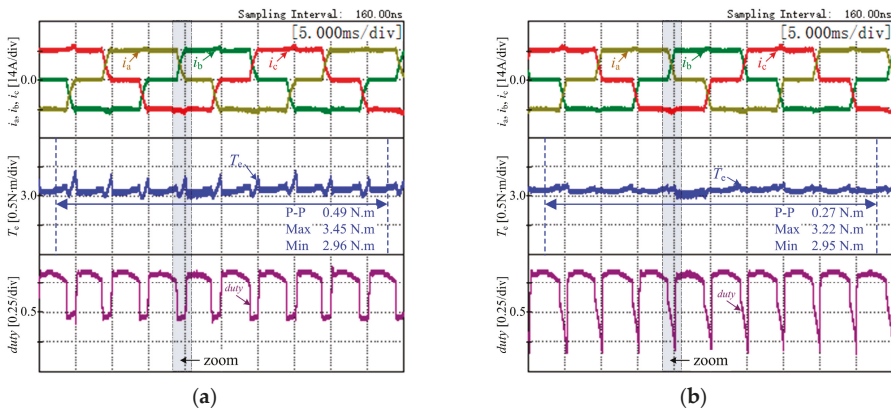 Sampling Interval: 160.00ns
[5.000ms/div]
ia, ib, ic [14A/div]
0.0
ia
ib
ic
Te [0.5N·m/div]
3.0
Te
P-P 0.49 N.m
Max 3.45 N.m
Min 2.96 N.m
duty [0.25/div]
0.5
duty
zoom
(a)
Sampling Interval: 160.00ns
[5.000ms/div]
ia, ib, ic [14A/div]
0.0
ia
ib
ic
Te [0.5N·m/div]
3.0
Te
P-P 0.27 N.m
Max 3.22 N.m
Min 2.95 N.m
duty [0.25/div]
0.5
duty
zoom
(b)